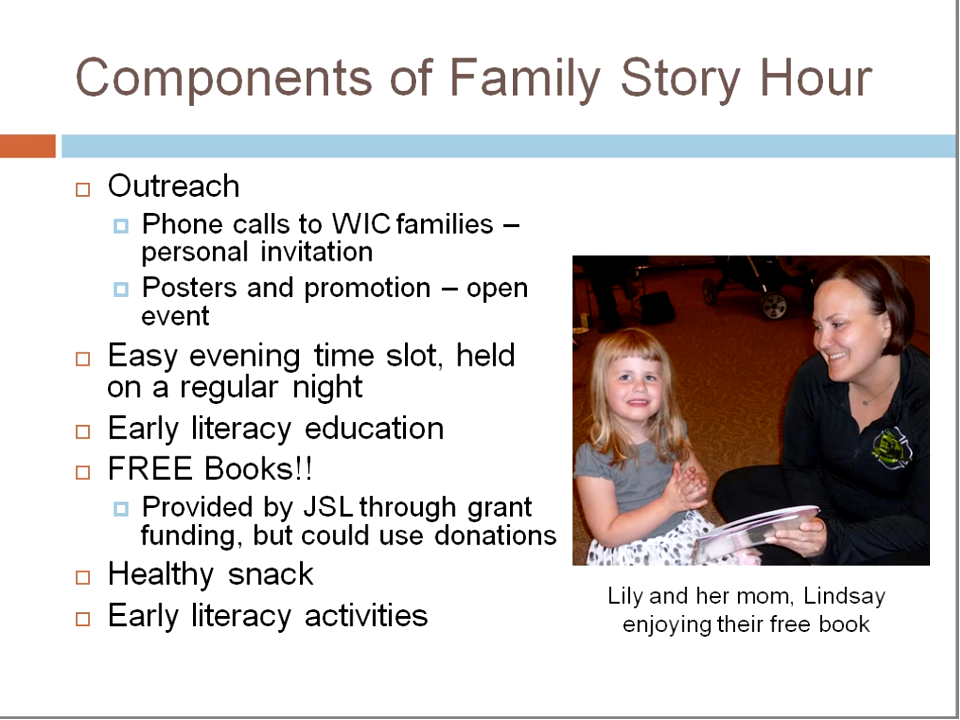 Components of Family Story Hour
Outreach
Phone calls to WIC families –
personal invitation
Posters and promotion – open
event
Easy evening time slot, held
on a regular night
Early literacy education
FREE Books!!
Provided by JSL through grant
funding, but could use donations
Healthy snack
Early literacy activities
Lily and her mom, Lindsay
enjoying their free book